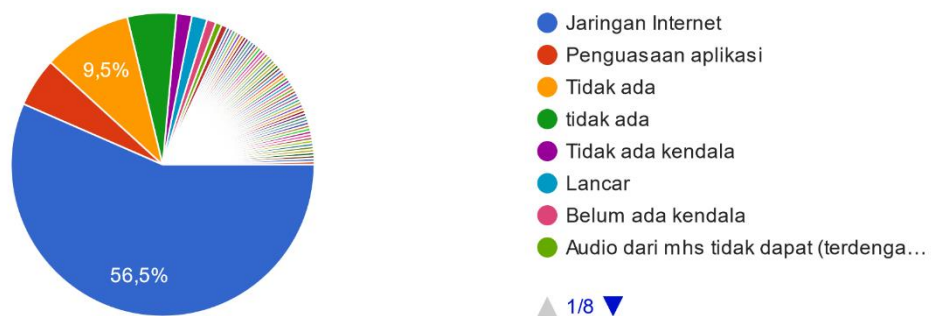 9,5%
56,5%
Jaringan Internet
Penguasaan aplikasi
Tidak ada
tidak ada
Tidak ada kendala
Lancar
Belum ada kendala
Audio dari mhs tidak dapat (terdenga…
1/8